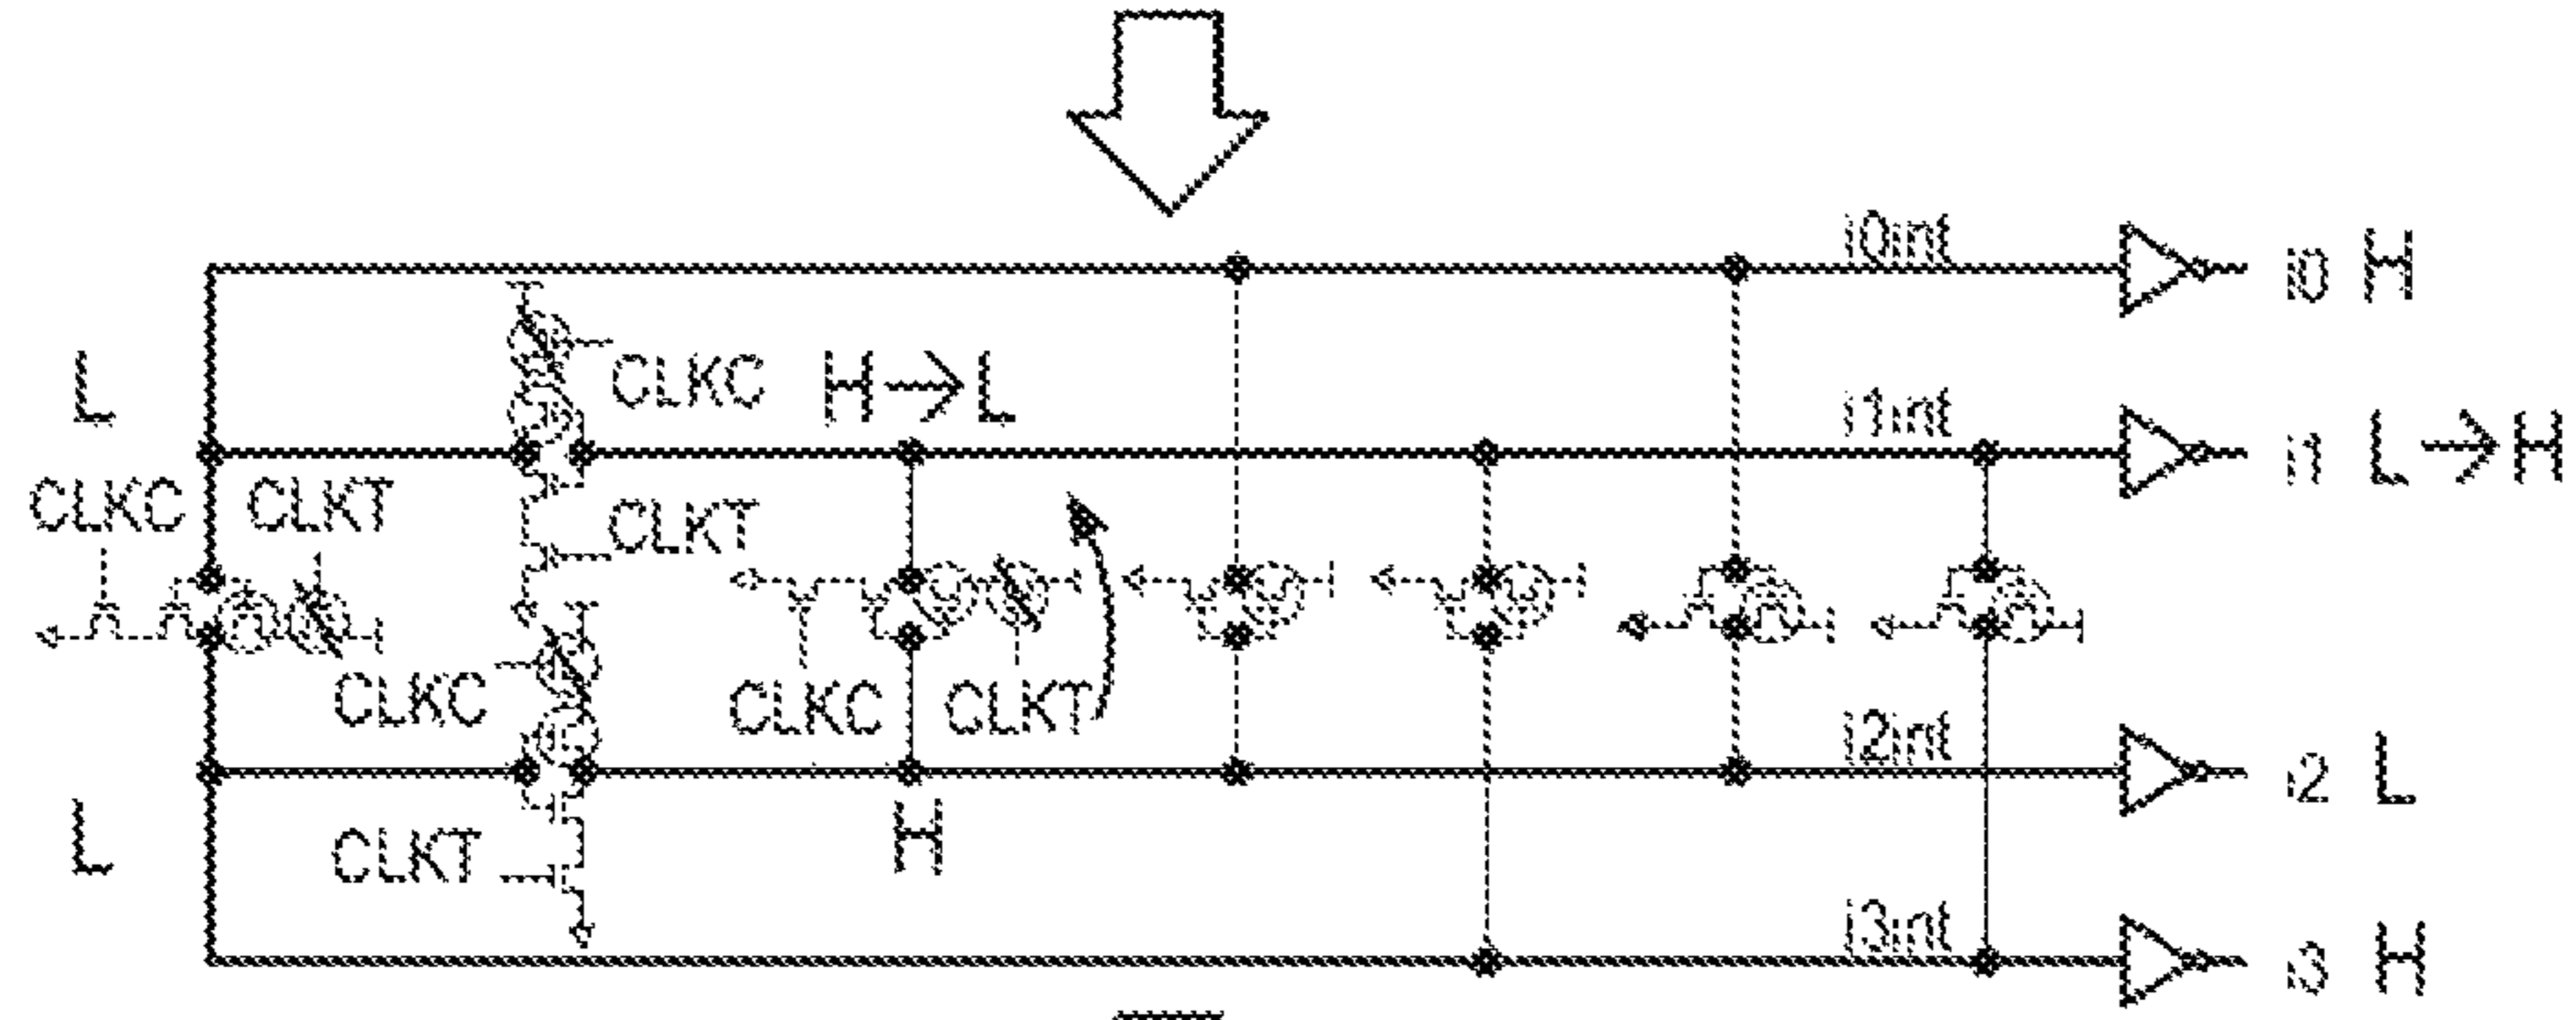 i0int
i0 H
L
CLKC
H→L
i1int
i1 L→H
CLKC
CLKT
CLKT
CLKC
CLKC
CLKT
i2int
i2 L
L
CLKT
H
i3int
i3 H